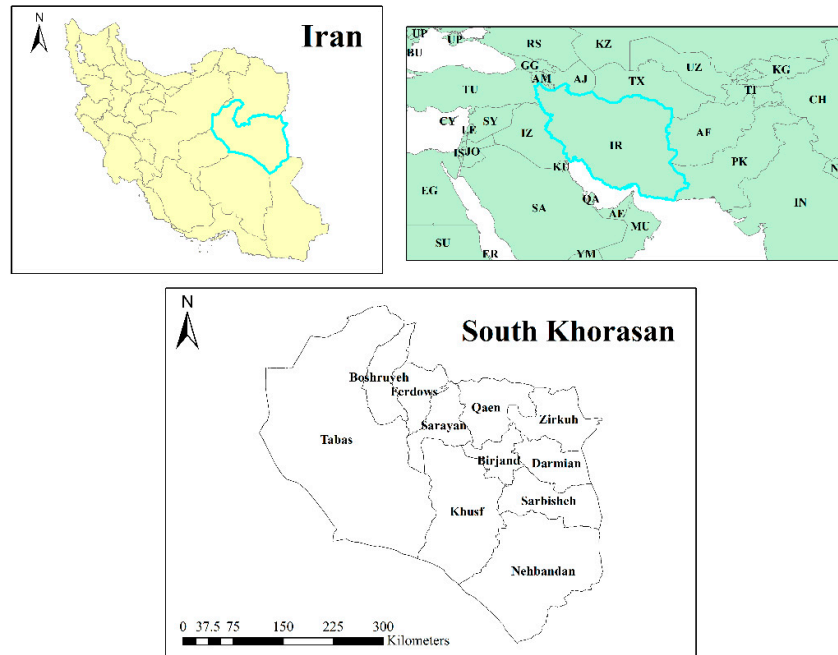 N
Iran
UP
UP
RS
KZ
BU
GG
UZ
KG
AM
AJ
TX
TI
TU
CH
CY
SY
LE
IZ
IR
AF
IS
JO
KU
PK
EG
QA
SA
AE
IN
MU
SU
ER
YM
N
N
South Khorasan
Boshruyeh
Ferdows
Qaen
Sarayan
Zirkuh
Tabas
Birjand
Darmian
Khusf
Sarbisheh
Nehbandan
0 37.5 75 150 225 300
Kilometers